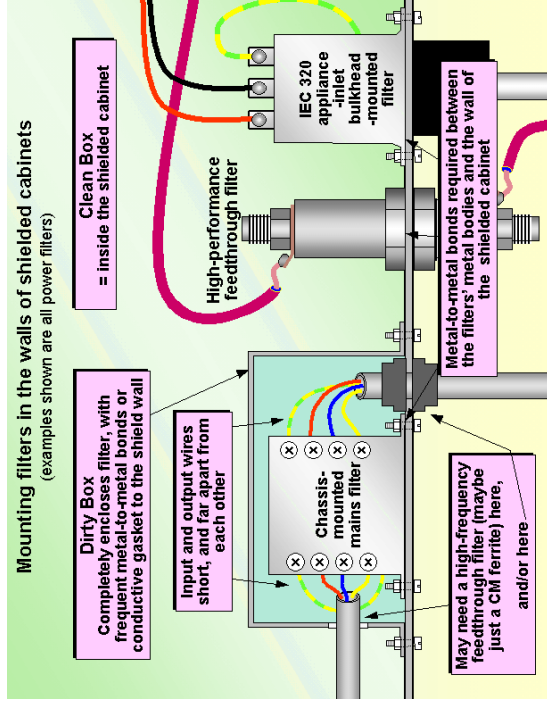 Mounting filters in the walls of shielded cabinets
(examples shown are all power filters)
Dirty Box
Completely encloses filter, with
frequent metal-to-metal bonds or
conductive gasket to the shield wall
Clean Box
= inside the shielded cabinet
Input and output wires
short, and far apart from
each other
High-performance
feedthrough filter
IEC 320
appliance
-inlet
bulkhead
-mounted
filter
Chassis-
mounted
mains filter
May need a high-frequency
feedthrough filter (maybe
just a CM ferrite) here,
and/or here
Metal-to-metal bonds required between
the filters' metal bodies and the wall of
the shielded cabinet